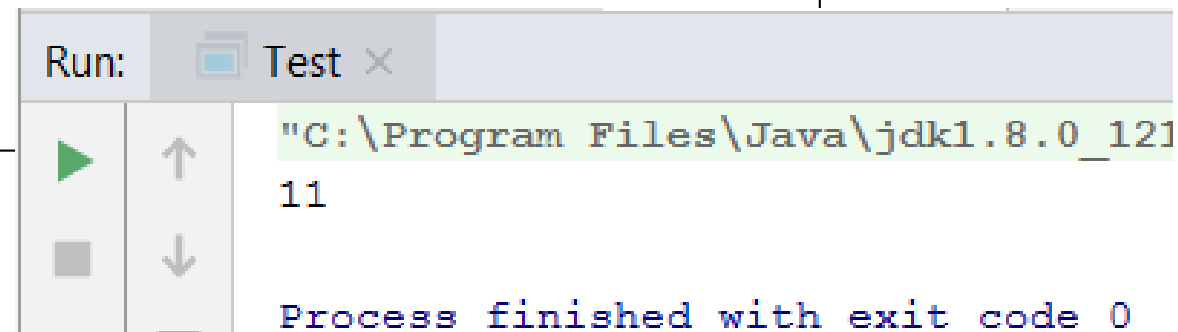 Run: Test
"C:\Program Files\Java\jdk1.8.0_121
11
Process finished with exit code 0